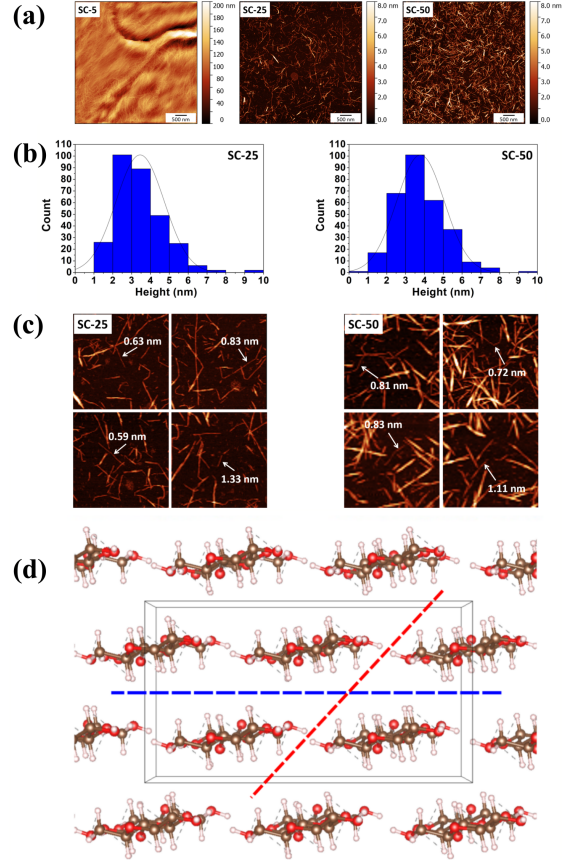 (a)
SC-5
200 nm
180
160
140
120
100
80
60
40
20
0
500 nm
SC-25
8.0 nm
7.0
6.0
5.0
4.0
3.0
2.0
0.0
500 nm
SC-50
8.0 nm
7.0
6.0
5.0
4.0
3.0
2.0
0.0
500 nm
(b)
SC-25
Count
110
100
90
80
70
60
50
40
30
20
10
0
0 1 2 3 4 5 6 7 8 9 10
Height (nm)
SC-50
Count
110
100
90
80
70
60
50
40
30
20
10
0
0 1 2 3 4 5 6 7 8 9 10
Height (nm)
(c)
SC-25
0.63 nm
0.83 nm
0.59 nm
1.33 nm
SC-50
0.81 nm
0.72 nm
0.83 nm
1.11 nm
(d)